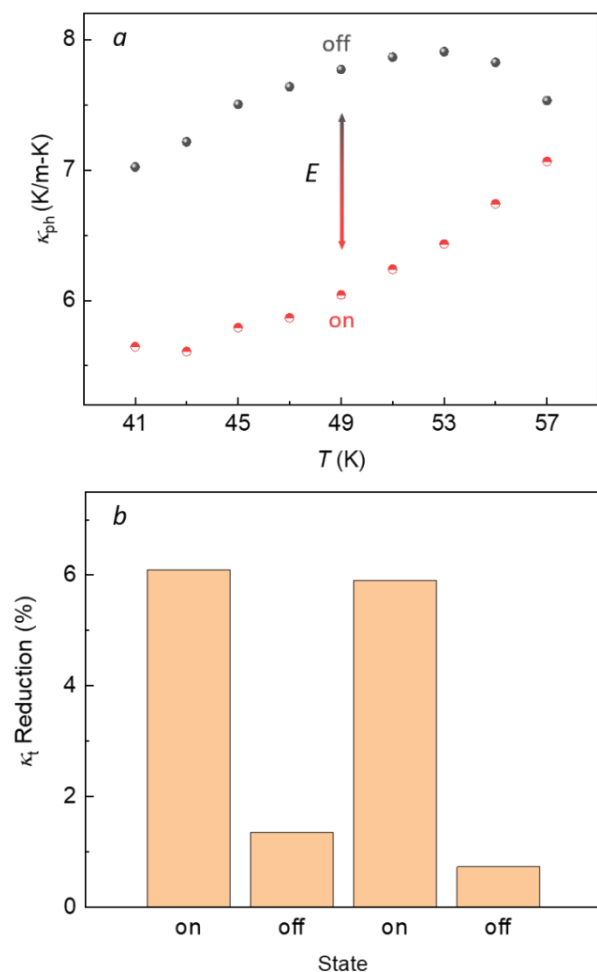 a
off
8
7
6
κph (K/m-K)
E
on
41 45 49 53 57
T (K)
b
6
4
2
0
κt Reduction (%)
on off on off
State